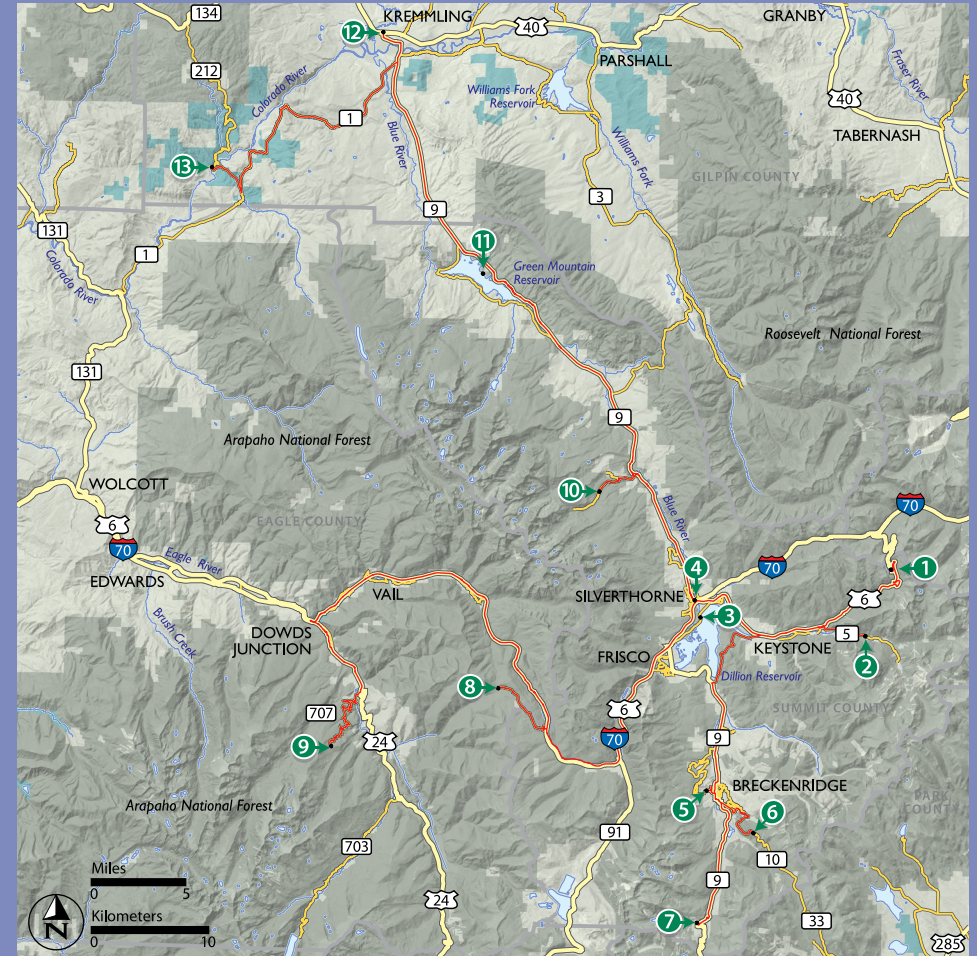 134
KREMMLING
12
40
GRANBY
212
PARSHALL
Colorado River
Williams Fork
Reservoir
Fraser River
40
1
Blue River
TABERNASH
13
Williams Fork
GILPIN COUNTY
3
9
131
11
1
Green Mountain
Reservoir
Colorado River
Roosevelt National Forest
131
9
Arapaho National Forest
WOLCOTT
10
6
EAGLE COUNTY
Blue River
70
70
Eagle River
4
70
1
EDWARDS
VAIL
SILVERTHORNE
6
Brush Creek
3
DOWDS
JUNCTION
5
KEYSTONE
2
FRISCO
Dillion Reservoir
8
707
6
SUMMIT COUNTY
9
24
70
9
BRECKENRIDGE
PARK
COUNTY
Arapaho National Forest
5
6
91
703
10
Miles
0 5
9
24
Kilometers
0 10
N
7
33
285